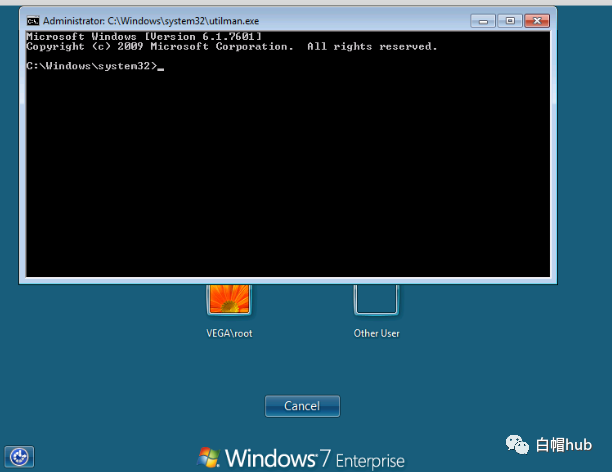 Administrator: C:\Windows\system32\utilman.exe
Microsoft Windows [Version 6.1.7601]
Copyright (c) 2009 Microsoft Corporation.  All rights reserved.
C:\Windows\system32>_
VEGA\root
Other User
Cancel
Windows 7 Enterprise
白帽hub